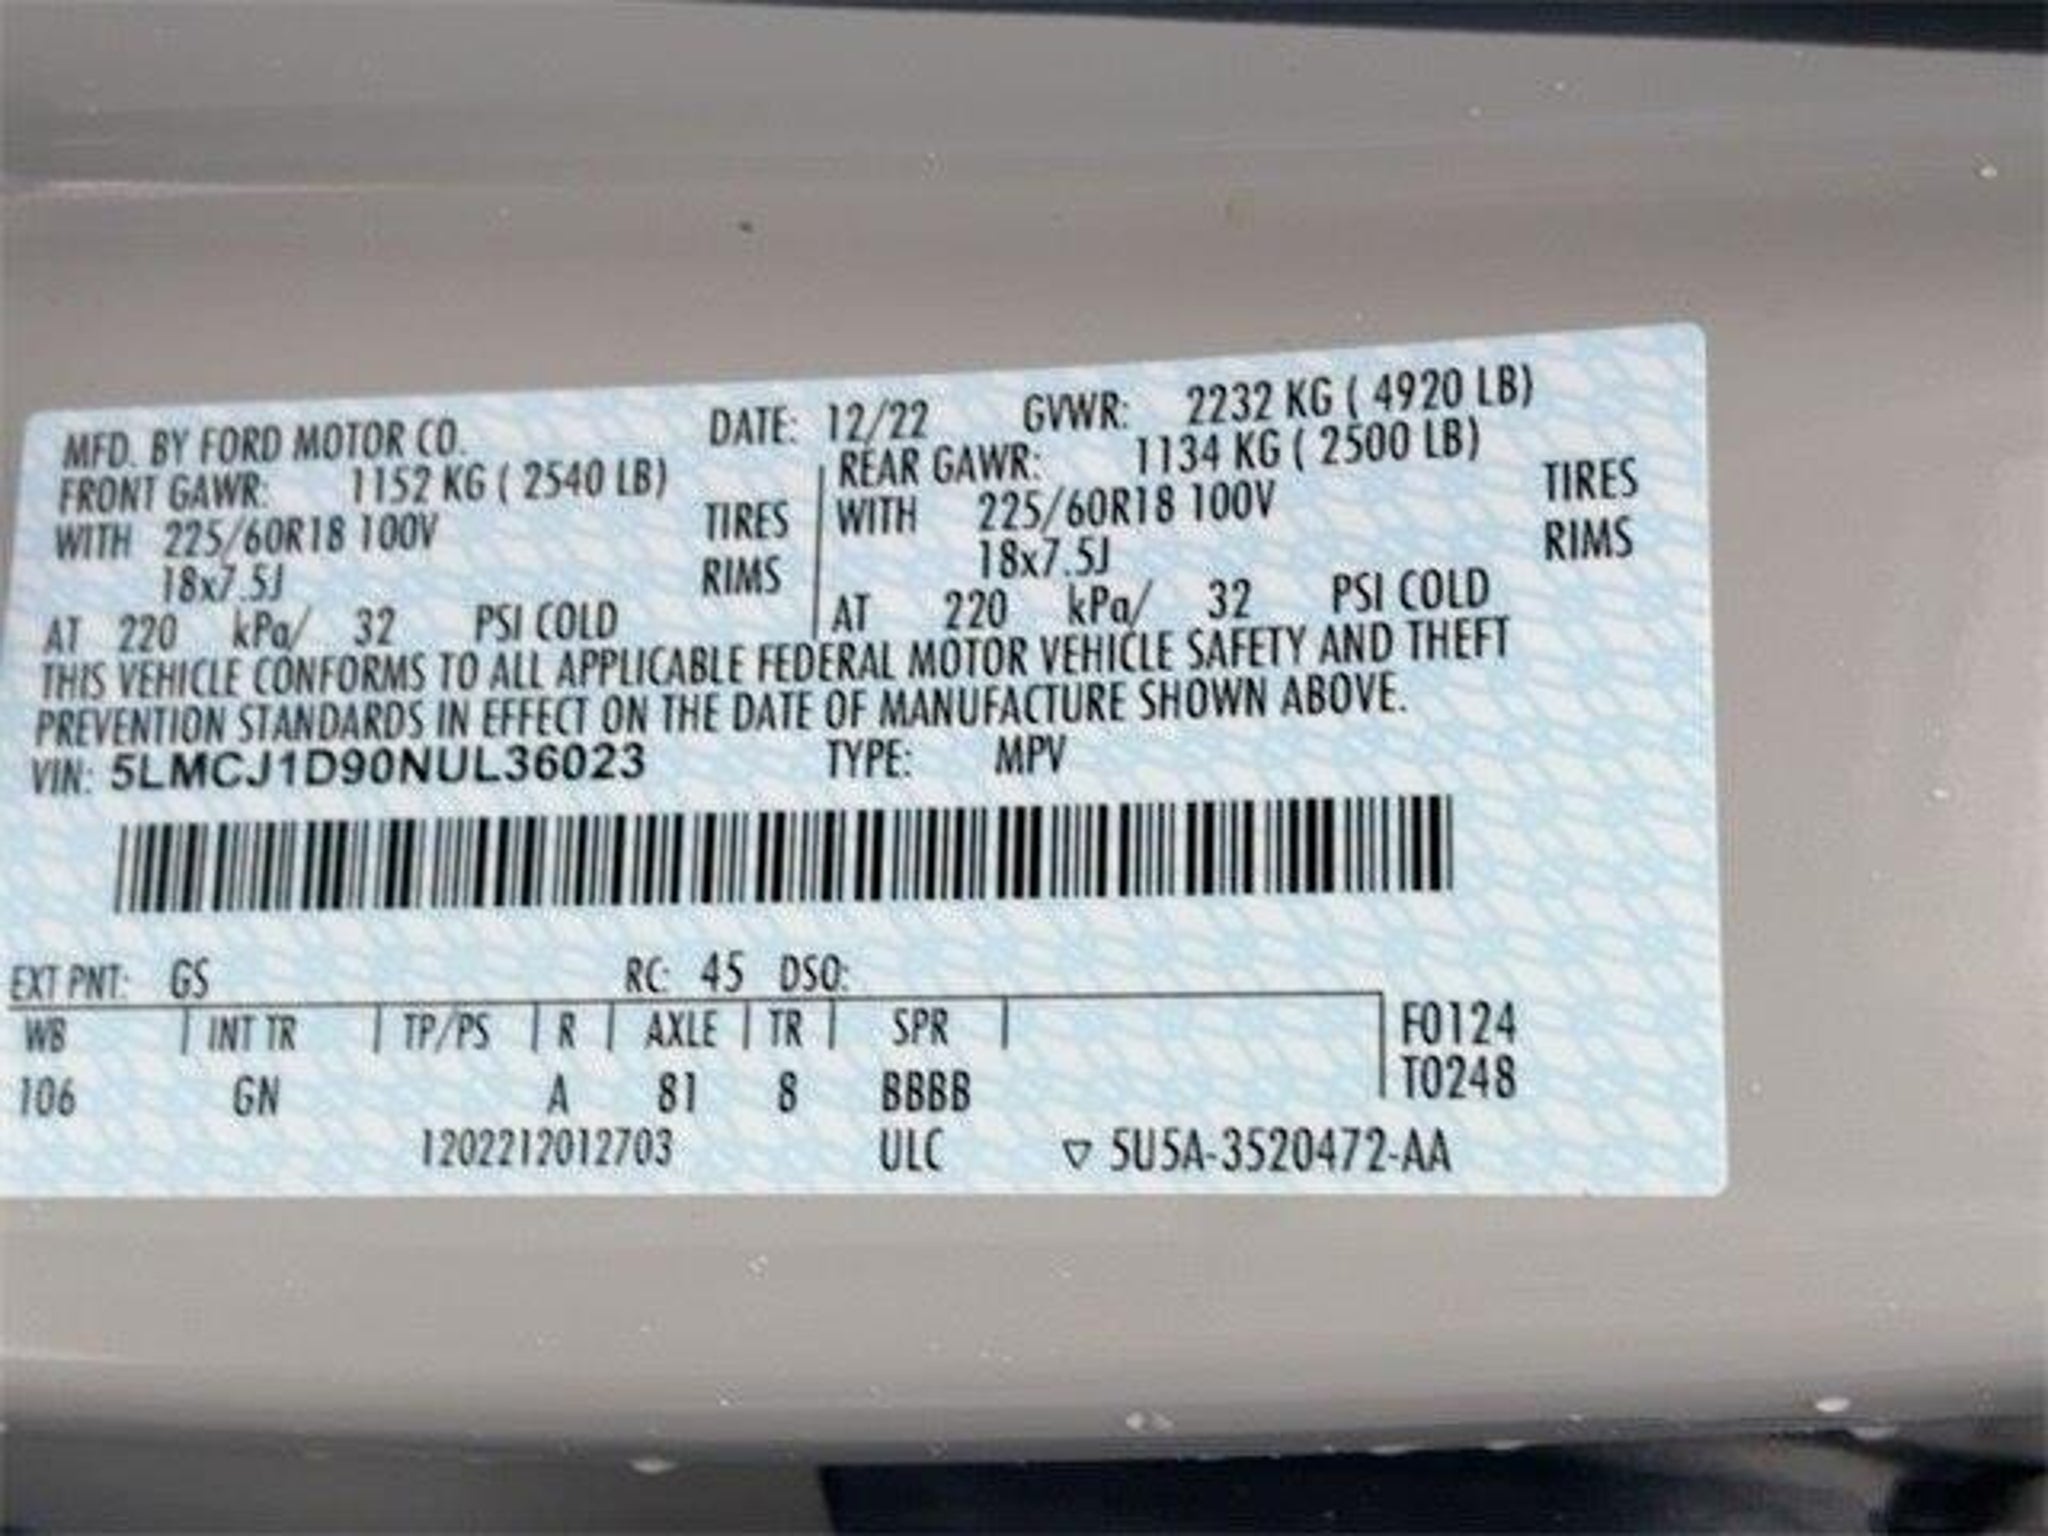 MFD. BY FORD MOTOR CO. DATE: 12/22 GVWR: 2232 KG ( 4920 LB)
FRONT GAWR: 1152 KG ( 2540 LB) REAR GAWR: 1134 KG ( 2500 LB)
WITH 225/60R18 100V TIRES WITH 225/60R18 100V TIRES
18x7.5J RIMS 18x7.5J RIMS
AT 220 kPa/ 32 PSI COLD AT 220 kPa/ 32 PSI COLD
THIS VEHICLE CONFORMS TO ALL APPLICABLE FEDERAL MOTOR VEHICLE SAFETY AND THEFT
PREVENTION STANDARDS IN EFFECT ON THE DATE OF MANUFACTURE SHOWN ABOVE.
VIN: 5LMCJ1D90NUL36023 TYPE: MPV
EXT PNT: GS RC: 45 DSO:
WB INT TR TP/PS R AXLE TR SPR F0124
106 GN A 81 8 BBBB T0248
1202212012703 ULC ▽ 5U5A-3520472-AA